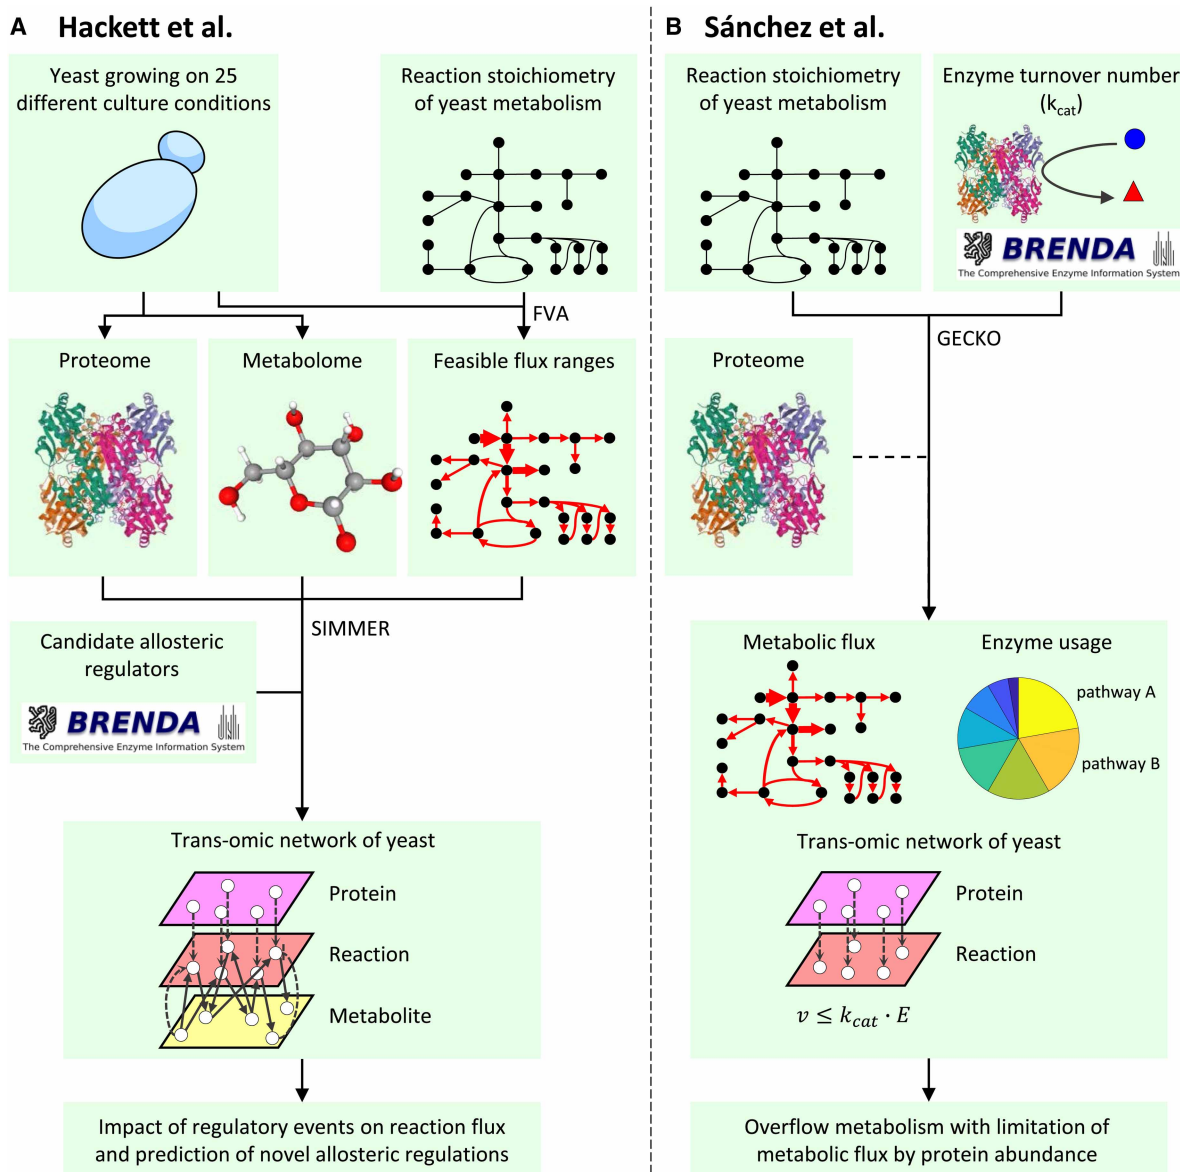 A Hackett et al.
Yeast growing on 25
different culture conditions
Reaction stoichiometry
of yeast metabolism
FVA
Proteome
Metabolome
Feasible flux ranges
SIMMER
Candidate allosteric
regulators
BRENDA
The Comprehensive Enzyme Information System
Trans-omic network of yeast
Protein
Reaction
Metabolite
Impact of regulatory events on reaction flux
and prediction of novel allosteric regulations
B Sánchez et al.
Reaction stoichiometry
of yeast metabolism
Enzyme turnover number
(k_cat)
BRENDA
The Comprehensive Enzyme Information System
GECKO
Proteome
Metabolic flux
Enzyme usage
pathway A
pathway B
Trans-omic network of yeast
Protein
Reaction
v ≤ k_cat · E
Overflow metabolism with limitation of
metabolic flux by protein abundance